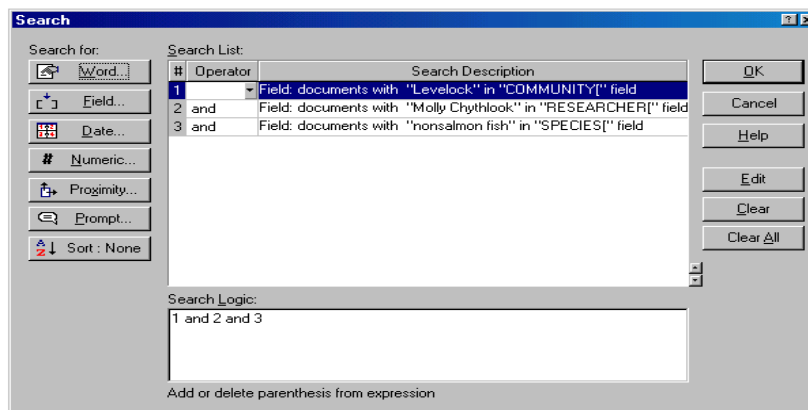 Search
Search for:
Word...
Field...
Date...
# Numeric...
Proximity...
Prompt...
Sort : None
Search List:
# Operator Search Description
1 Field: documents with "Levelock" in "COMMUNITY[" field
2 and Field: documents with "Molly Chythlook" in "RESEARCHER[" field
3 and Field: documents with "nonsalmon fish" in "SPECIES[" field
Search Logic:
1 and 2 and 3
Add or delete parenthesis from expression
OK
Cancel
Help
Edit
Clear
Clear All